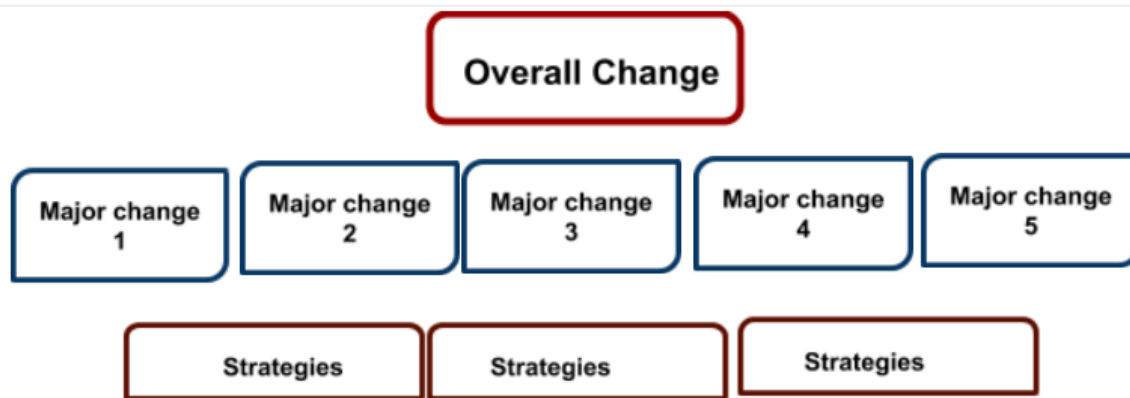 Overall Change
Major change
1
Major change
2
Major change
3
Major change
4
Major change
5
Strategies
Strategies
Strategies